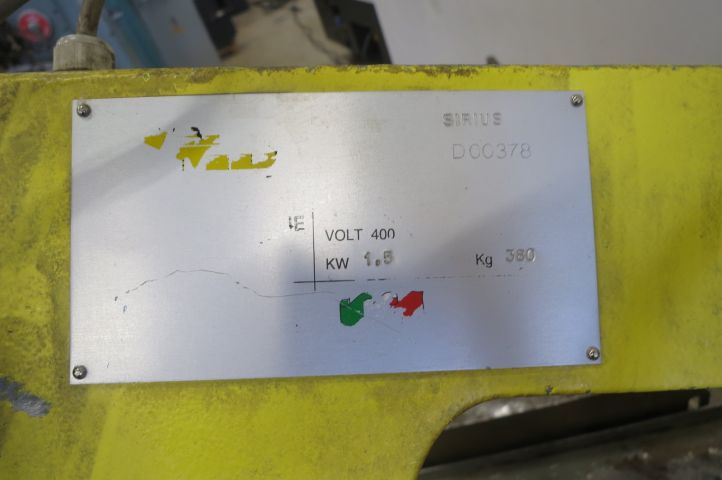 SIRIUS
D00378
VOLT 400
KW 1.5
Kg 380